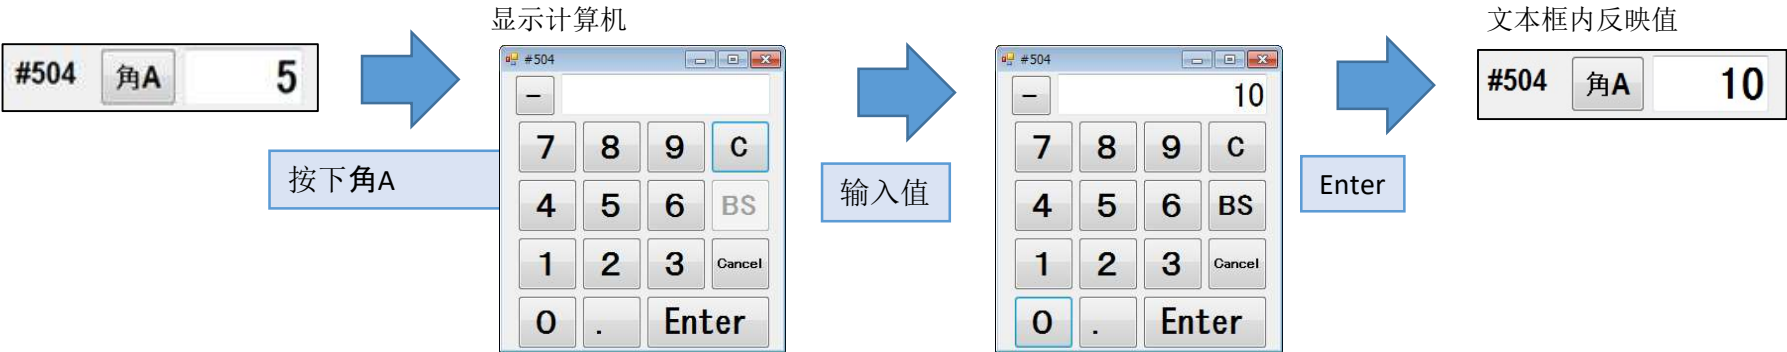 显示计算机
文本框内反映值
#504 角A 5
按下角A
#504
-
7 8 9 C
4 5 6 BS
1 2 3 Cancel
0 . Enter
输入值
#504
- 10
7 8 9 C
4 5 6 BS
1 2 3 Cancel
0 . Enter
Enter
#504 角A 10